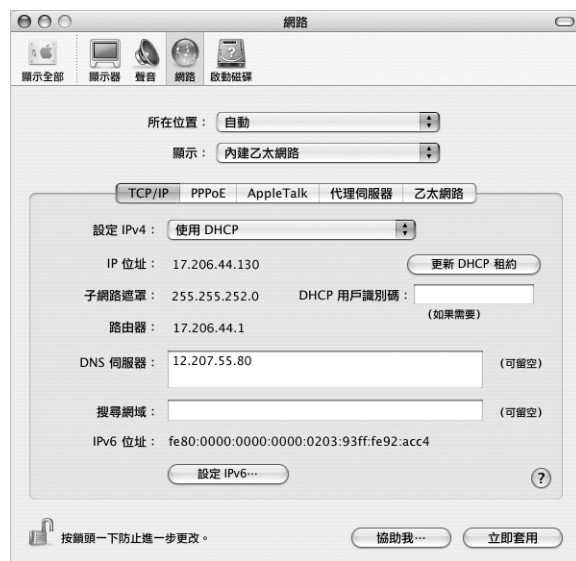 網路
顯示全部 顯示器 聲音 網路 啟動磁碟
所在位置： 自動
顯示： 內建乙太網路
TCP/IP PPPoE AppleTalk 代理伺服器 乙太網路
設定 IPv4： 使用 DHCP
IP 位址： 17.206.44.130 更新 DHCP 租約
子網路遮罩： 255.255.252.0 DHCP 用戶識別碼：
(如果需要)
路由器： 17.206.44.1
DNS 伺服器： 12.207.55.80 (可留空)
搜尋網域： (可留空)
IPv6 位址： fe80:0000:0000:0000:0203:93ff:fe92:acc4
設定 IPv6… ?
按鎖頭一下防止進一步更改。 協助我… 立即套用